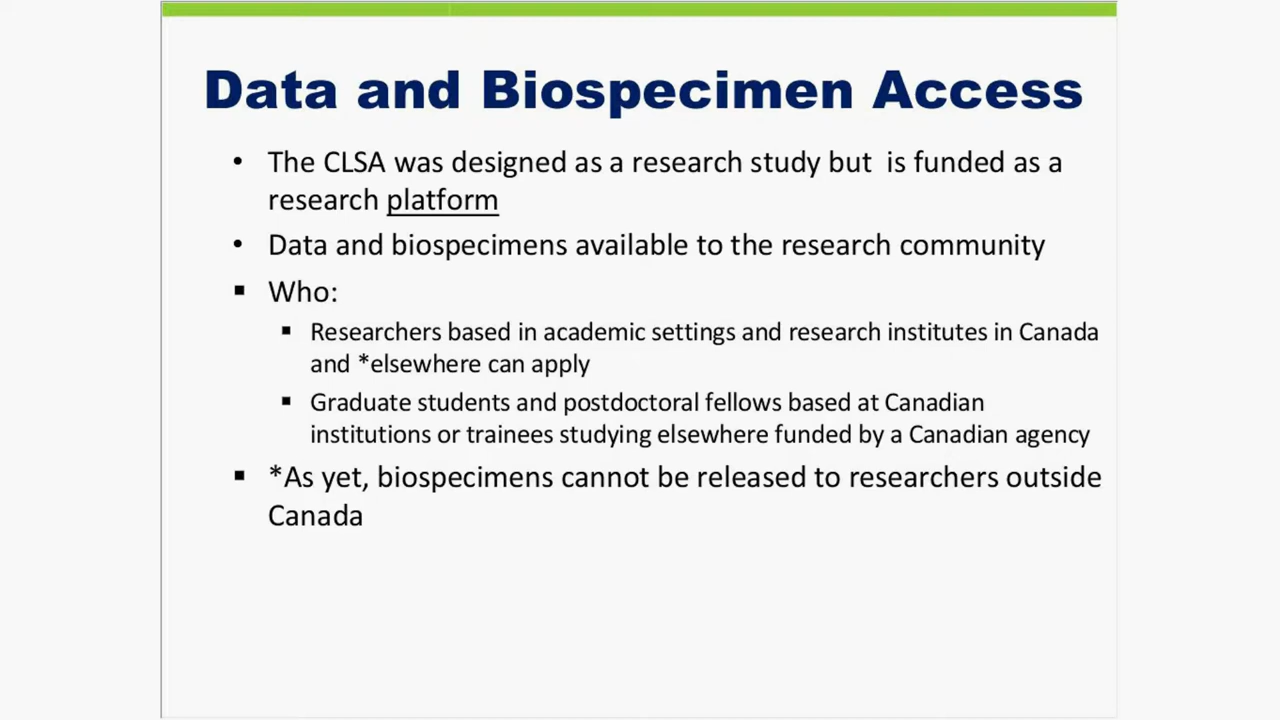 Data and Biospecimen Access
• The CLSA was designed as a research study but is funded as a
research platform
• Data and biospecimens available to the research community
▪ Who:
▪ Researchers based in academic settings and research institutes in Canada
and *elsewhere can apply
▪ Graduate students and postdoctoral fellows based at Canadian
institutions or trainees studying elsewhere funded by a Canadian agency
▪ *As yet, biospecimens cannot be released to researchers outside
Canada